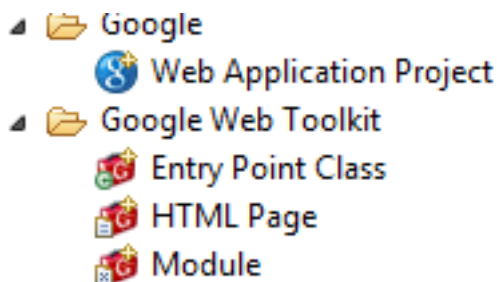 Google
Web Application Project
Google Web Toolkit
Entry Point Class
HTML Page
Module